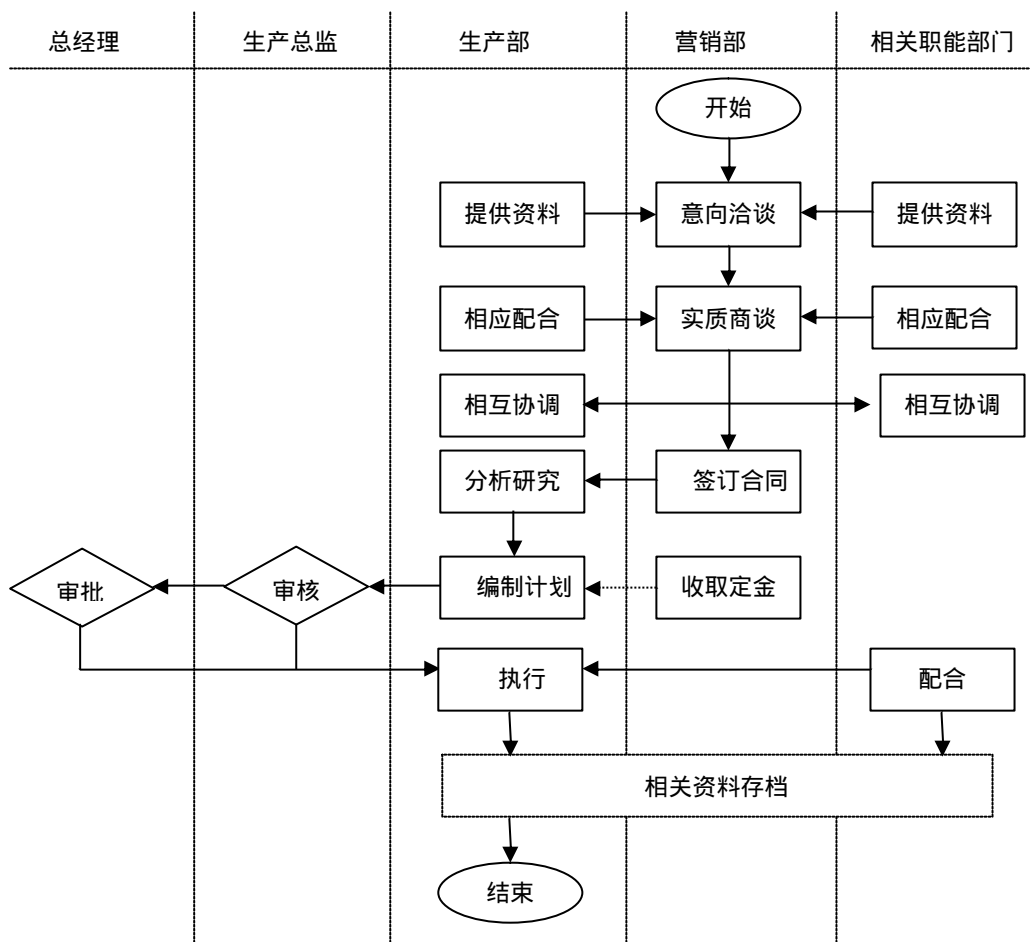 总经理
生产总监
生产部
营销部
相关职能部门
开始
提供资料
意向洽谈
提供资料
相应配合
实质商谈
相应配合
相互协调
相互协调
分析研究
签订合同
审批
审核
编制计划
收取定金
执行
配合
相关资料存档
结束